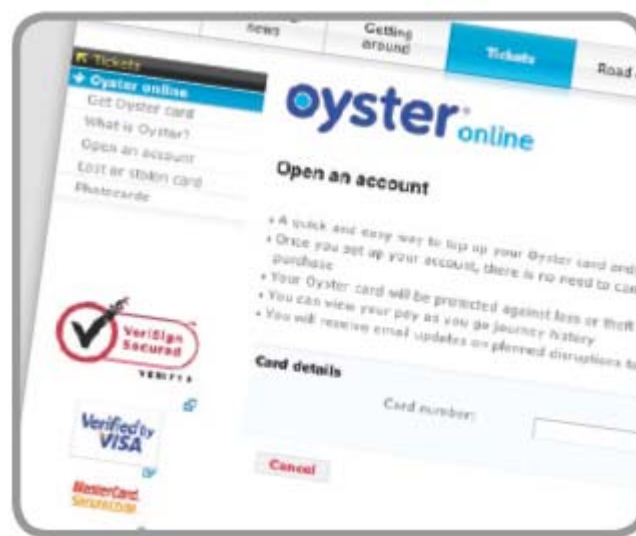 news
Getting
around
Tickets
Road
Tickets
Oyster online
Get Oyster card
What is Oyster?
Open an account
Lost or stolen card
Photocards
oyster online
Open an account
A quick and easy way to top up your Oyster card
Once you set up your account, there is no need to
purchase
Your Oyster card will be protected against loss or theft
You can view your pay as you go journey history
You will receive email updates on planned disruptions to
Card details
Card number:
Cancel
VeriSign
Secured
VERIFY
Verified by
VISA
MasterCard.
SecureCode